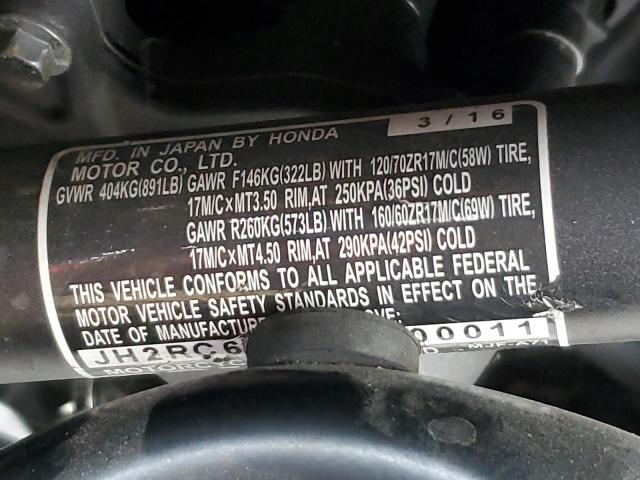 3/16
MFD. IN JAPAN BY HONDA
MOTOR CO., LTD.
GVWR 404KG(891LB) GAWR F146KG(322LB) WITH 120/70ZR17M/C(58W) TIRE,
17M/C×MT3.50 RIM,AT 250KPA(36PSI) COLD
GAWR R260KG(573LB) WITH 160/60ZR17M/C(69W) TIRE,
17M/C×MT4.50 RIM,AT 290KPA(42PSI) COLD
THIS VEHICLE CONFORMS TO ALL APPLICABLE FEDERAL
MOTOR VEHICLE SAFETY STANDARDS IN EFFECT ON THE
DATE OF MANUFACTURE
JH2RC6 00011